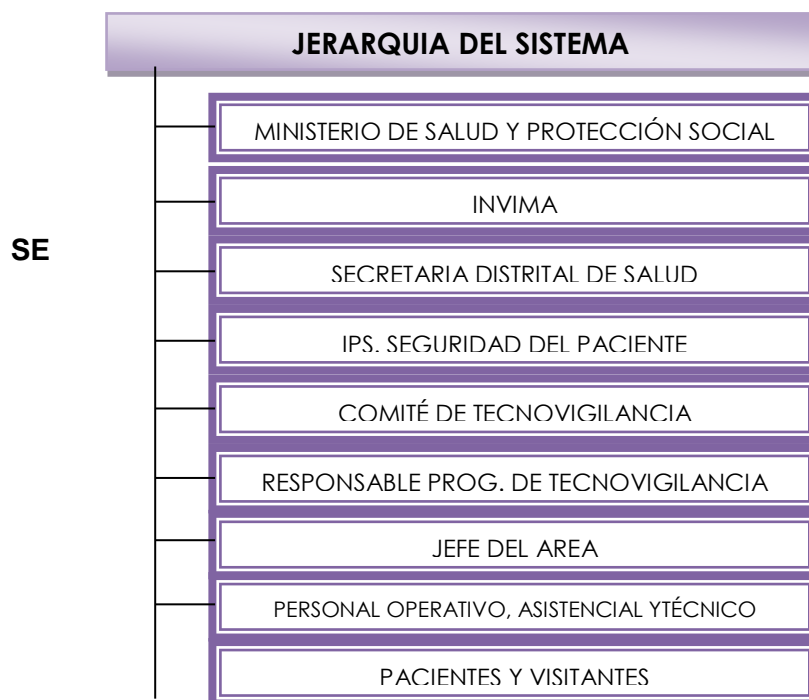 JERARQUIA DEL SISTEMA
MINISTERIO DE SALUD Y PROTECCIÓN SOCIAL
INVIMA
SE
SECRETARIA DISTRITAL DE SALUD
IPS. SEGURIDAD DEL PACIENTE
COMITÉ DE TECNOVIGILANCIA
RESPONSABLE PROG. DE TECNOVIGILANCIA
JEFE DEL AREA
PERSONAL OPERATIVO, ASISTENCIAL YTÉCNICO
PACIENTES Y VISITANTES